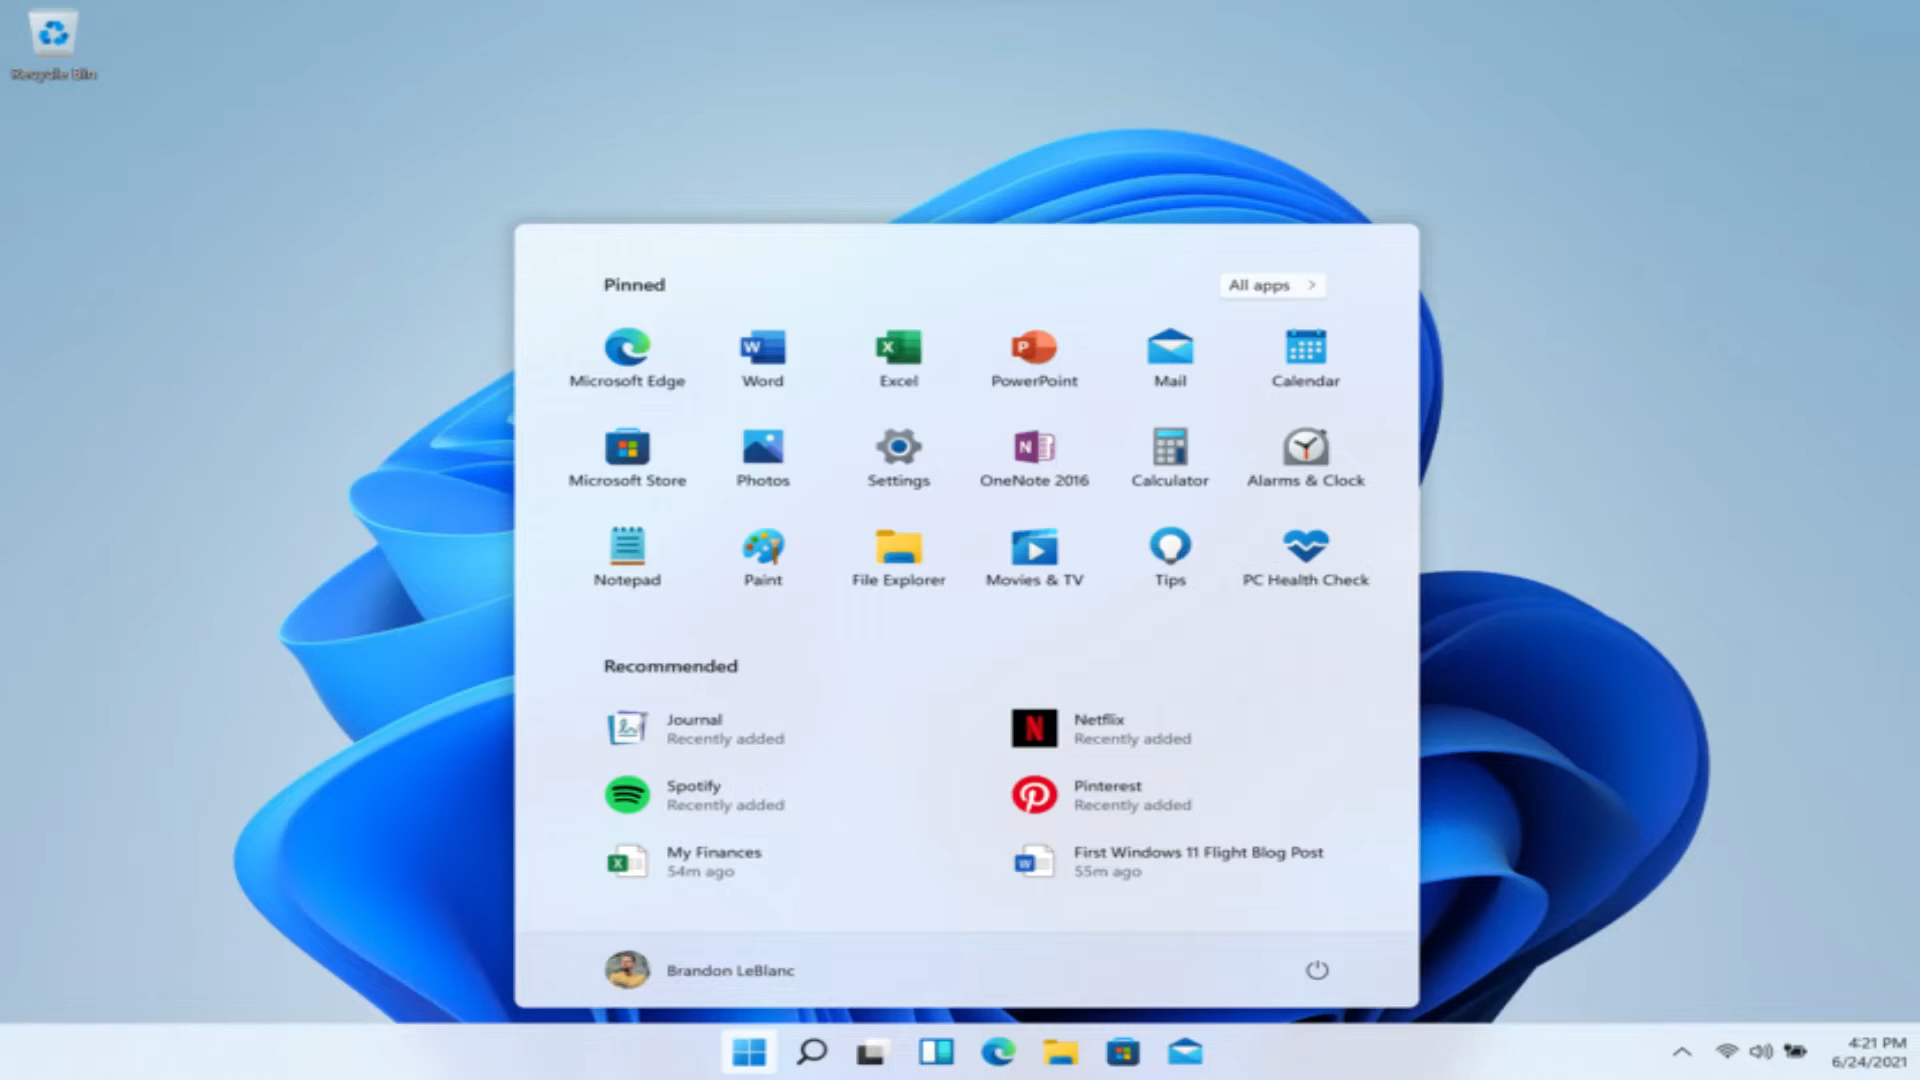 Recycle Bin
Pinned
All apps
Microsoft Edge
Word
Excel
PowerPoint
Mail
Calendar
Microsoft Store
Photos
Settings
OneNote 2016
Calculator
Alarms & Clock
Notepad
Paint
File Explorer
Movies & TV
Tips
PC Health Check
Recommended
Journal
Recently added
Netflix
Recently added
Spotify
Recently added
Pinterest
Recently added
My Finances
54m ago
First Windows 11 Flight Blog Post
55m ago
Brandon LeBlanc
4:21 PM
6/24/2021